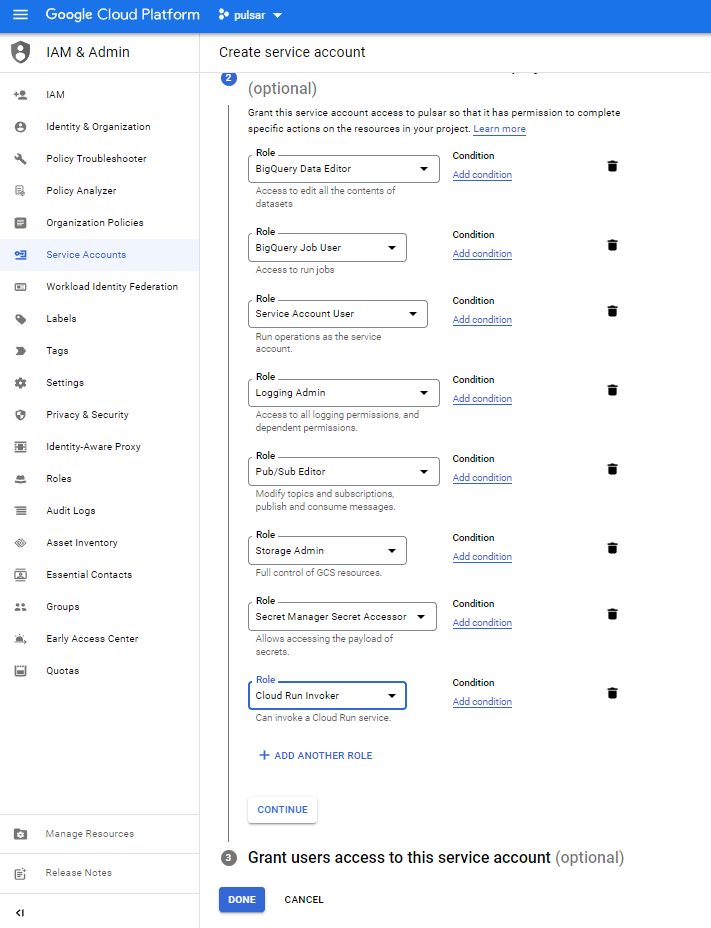 Google Cloud Platform
pulsar
IAM & Admin
IAM
Identity & Organization
Policy Troubleshooter
Policy Analyzer
Organization Policies
Service Accounts
Workload Identity Federation
Labels
Tags
Settings
Privacy & Security
Identity-Aware Proxy
Roles
Audit Logs
Asset Inventory
Essential Contacts
Groups
Early Access Center
Quotas
Manage Resources
Release Notes
Create service account
2
(optional)
Grant this service account access to pulsar so that it has permission to complete
specific actions on the resources in your project. Learn more
Role
BigQuery Data Editor
Access to edit all the contents of
datasets
Condition
Add condition
Role
BigQuery Job User
Access to run jobs
Condition
Add condition
Role
Service Account User
Run operations as the service
account.
Condition
Add condition
Role
Logging Admin
Access to all logging permissions, and
dependent permissions.
Condition
Add condition
Role
Pub/Sub Editor
Modify topics and subscriptions,
publish and consume messages.
Condition
Add condition
Role
Storage Admin
Full control of GCS resources.
Condition
Add condition
Role
Secret Manager Secret Accessor
Allows accessing the payload of
secrets.
Condition
Add condition
Role
Cloud Run Invoker
Can invoke a Cloud Run service.
Condition
Add condition
+ ADD ANOTHER ROLE
CONTINUE
3 Grant users access to this service account (optional)
DONE CANCEL